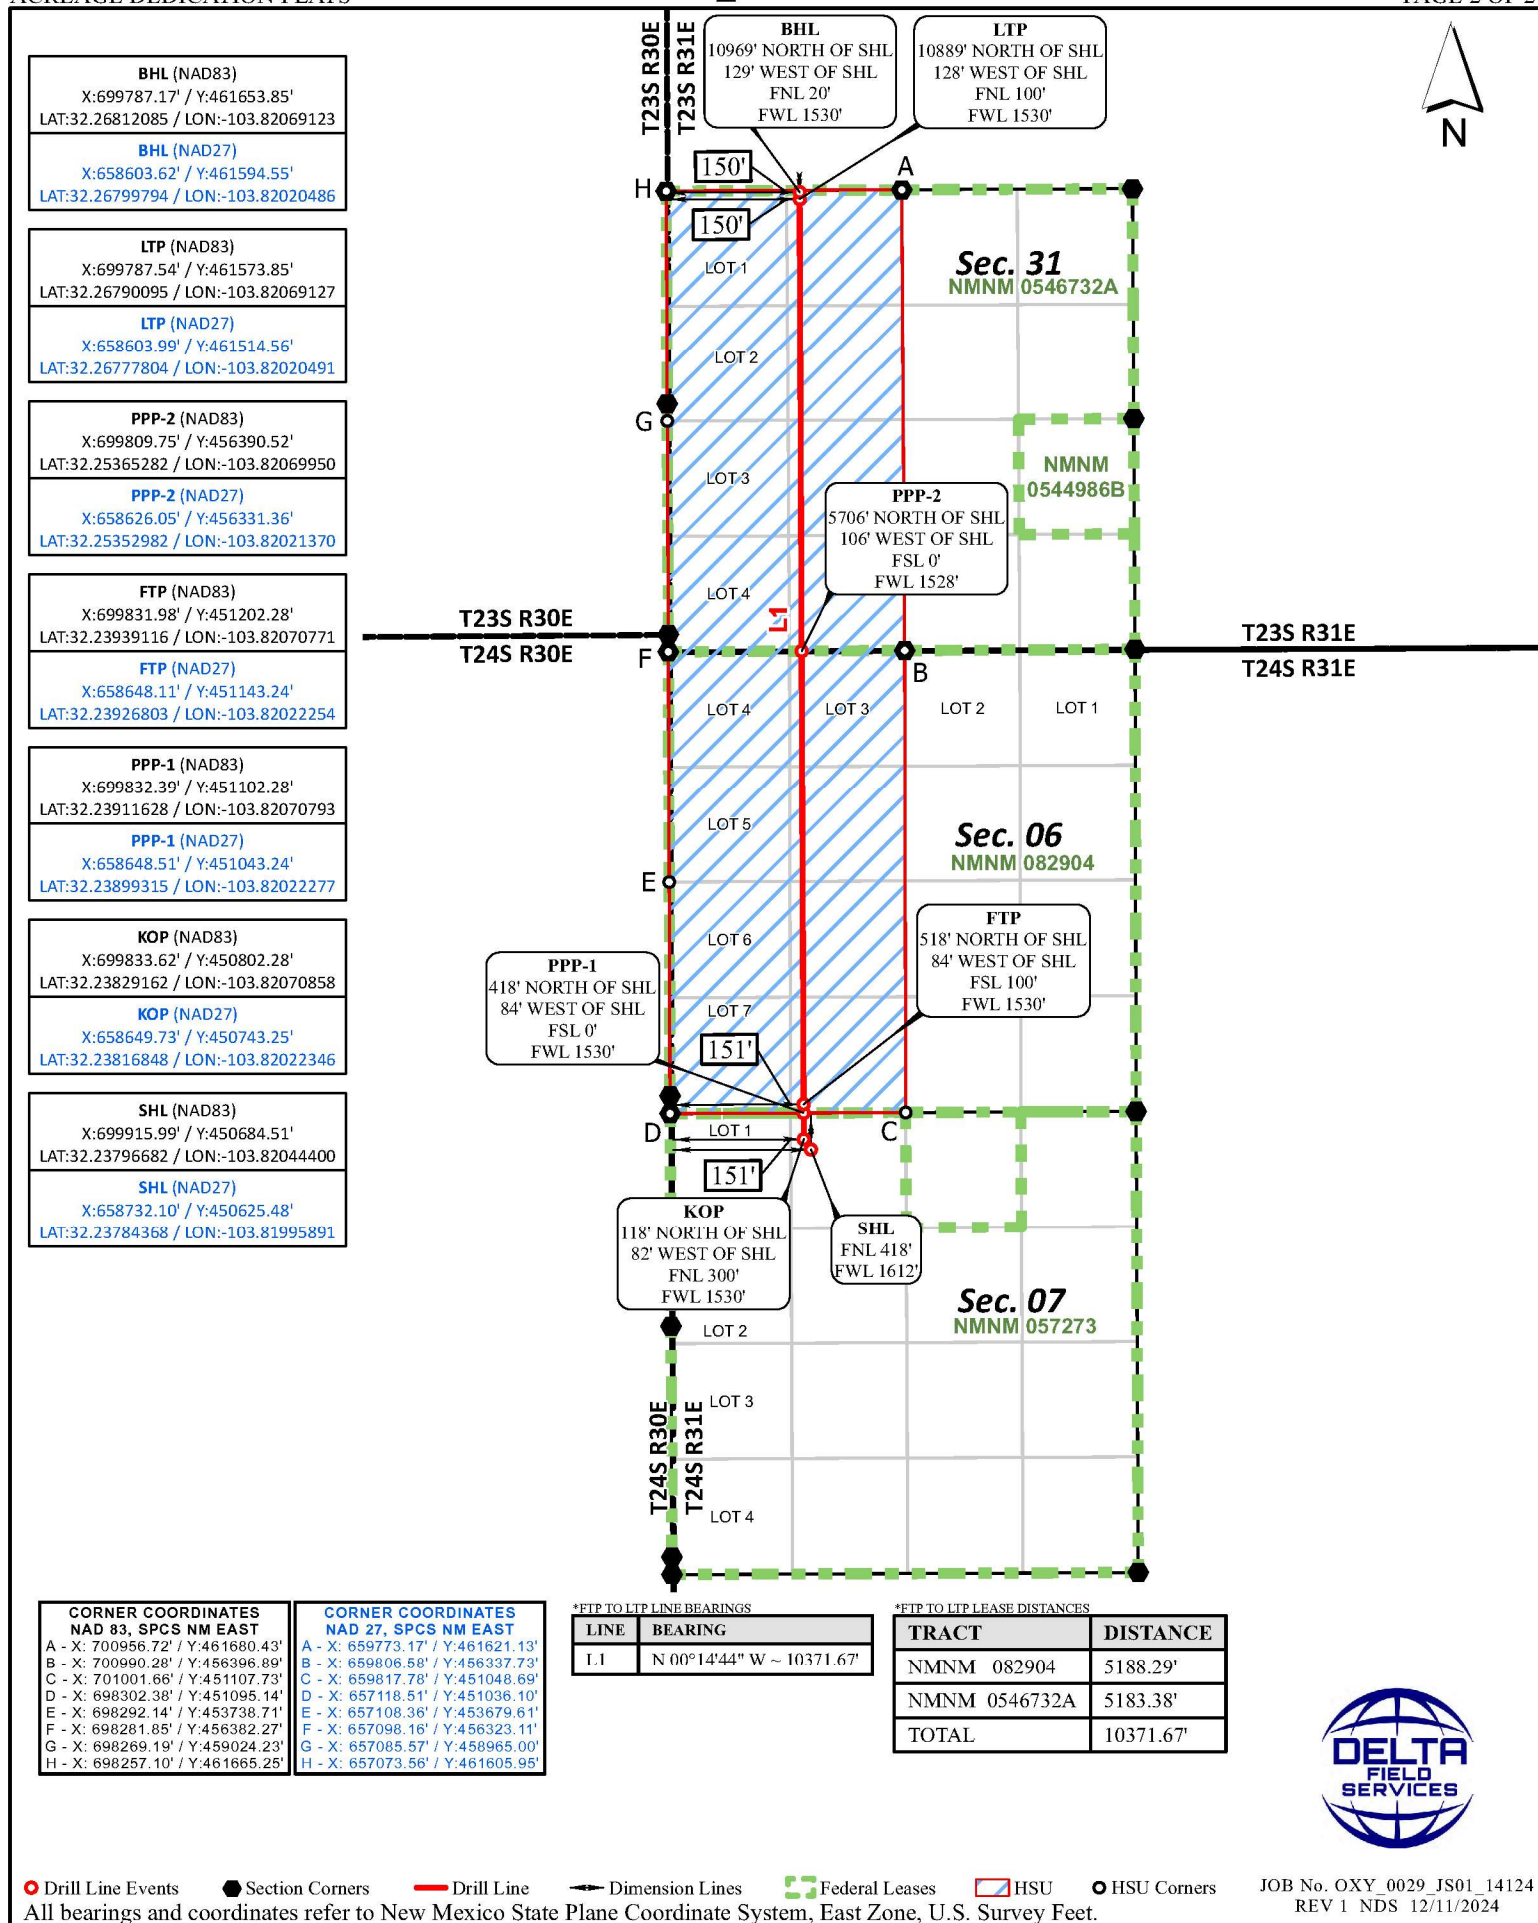 BHL (NAD83)
X:699787.17' / Y:461653.85'
LAT:32.26812085 / LON:-103.82069123
BHL (NAD27)
X:658603.62' / Y:461594.55'
LAT:32.26799794 / LON:-103.82020486
LTP (NAD83)
X:699787.54' / Y:461573.85'
LAT:32.26790095 / LON:-103.82069127
LTP (NAD27)
X:658603.99' / Y:461514.56'
LAT:32.26777804 / LON:-103.82020491
PPP-2 (NAD83)
X:699809.75' / Y:456390.52'
LAT:32.25365282 / LON:-103.82069950
PPP-2 (NAD27)
X:658626.05' / Y:456331.36'
LAT:32.25352982 / LON:-103.82021370
FTP (NAD83)
X:699831.98' / Y:451202.28'
LAT:32.23939116 / LON:-103.82070771
FTP (NAD27)
X:658648.11' / Y:451143.24'
LAT:32.23926803 / LON:-103.82022254
PPP-1 (NAD83)
X:699832.39' / Y:451102.28'
LAT:32.23911628 / LON:-103.82070793
PPP-1 (NAD27)
X:658648.51' / Y:451043.24'
LAT:32.23899315 / LON:-103.82022277
KOP (NAD83)
X:699833.62' / Y:450802.28'
LAT:32.23829162 / LON:-103.82070858
KOP (NAD27)
X:658649.73' / Y:450743.25'
LAT:32.23816848 / LON:-103.82022346
SHL (NAD83)
X:699915.99' / Y:450684.51'
LAT:32.23796682 / LON:-103.82044400
SHL (NAD27)
X:658732.10' / Y:450625.48'
LAT:32.23784368 / LON:-103.81995891
T23S R30E
T23S R31E
BHL
10969' NORTH OF SHL
129' WEST OF SHL
FNL 20'
FWL 1530'
LTP
10889' NORTH OF SHL
128' WEST OF SHL
FNL 100'
FWL 1530'
N
150'
A
H
150'
LOT 1
Sec. 31
NMNM 0546732A
LOT 2
G
LOT 3
NMNM
0544986B
PPP-2
5706' NORTH OF SHL
106' WEST OF SHL
FSL 0'
FWL 1528'
LOT 4
L1
T23S R30E
T24S R30E
F
B
T23S R31E
T24S R31E
LOT 4
LOT 3
LOT 2
LOT 1
LOT 5
Sec. 06
NMNM 082904
E
LOT 6
FTP
518' NORTH OF SHL
84' WEST OF SHL
FSL 100'
FWL 1530'
PPP-1
418' NORTH OF SHL
84' WEST OF SHL
FSL 0'
FWL 1530'
LOT 7
151'
D
LOT 1
C
151'
KOP
118' NORTH OF SHL
82' WEST OF SHL
FNL 300'
FWL 1530'
SHL
FNL 418'
FWL 1612'
Sec. 07
NMNM 057273
LOT 2
LOT 3
T24S R30E
T24S R31E
LOT 4
CORNER COORDINATES
NAD 83, SPCS NM EAST
A - X: 700956.72' / Y:461680.43'
B - X: 700990.28' / Y:456396.89'
C - X: 701001.66' / Y:451107.73'
D - X: 698302.38' / Y:451095.14'
E - X: 698292.14' / Y:453738.71'
F - X: 698281.85' / Y:456382.27'
G - X: 698269.19' / Y:459024.23'
H - X: 698257.10' / Y:461665.25'
CORNER COORDINATES
NAD 27, SPCS NM EAST
A - X: 659773.17' / Y:461621.13'
B - X: 659806.58' / Y:456337.73'
C - X: 659817.78' / Y:451048.69'
D - X: 657118.51' / Y:451036.10'
E - X: 657108.36' / Y:453679.61'
F - X: 657098.16' / Y:456323.11'
G - X: 657085.57' / Y:458965.00'
H - X: 657073.56' / Y:461605.95'
*FTP TO LTP LINE BEARINGS
LINE BEARING
L1 N 00°14'44" W ~ 10371.67'
*FTP TO LTP LEASE DISTANCES
TRACT DISTANCE
NMNM 082904 5188.29'
NMNM 0546732A 5183.38'
TOTAL 10371.67'
DELTA
FIELD
SERVICES
Drill Line Events Section Corners Drill Line Dimension Lines Federal Leases HSU HSU Corners
All bearings and coordinates refer to New Mexico State Plane Coordinate System, East Zone, U.S. Survey Feet.
JOB No. OXY_0029_JS01_14124
REV 1 NDS 12/11/2024